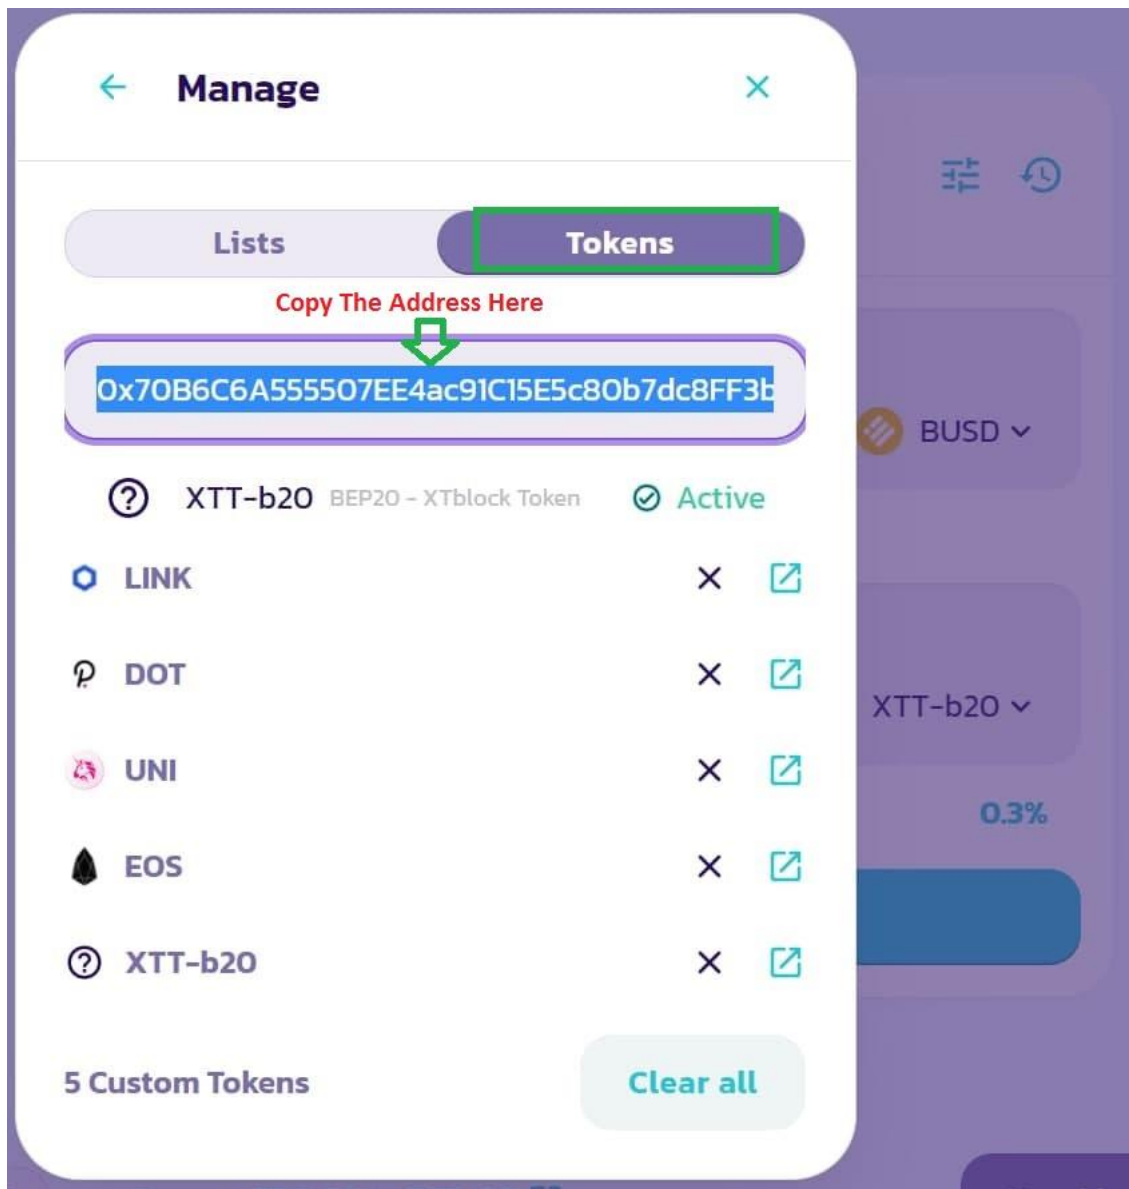 Manage
Lists
Tokens
Copy The Address Here
0x70B6C6A555507EE4ac91C15E5c80b7dc8FF3b
BUSD
XTT-b20 BEP20 - XTblock Token Active
LINK
DOT
XTT-b20
UNI
0.3%
EOS
XTT-b20
5 Custom Tokens
Clear all